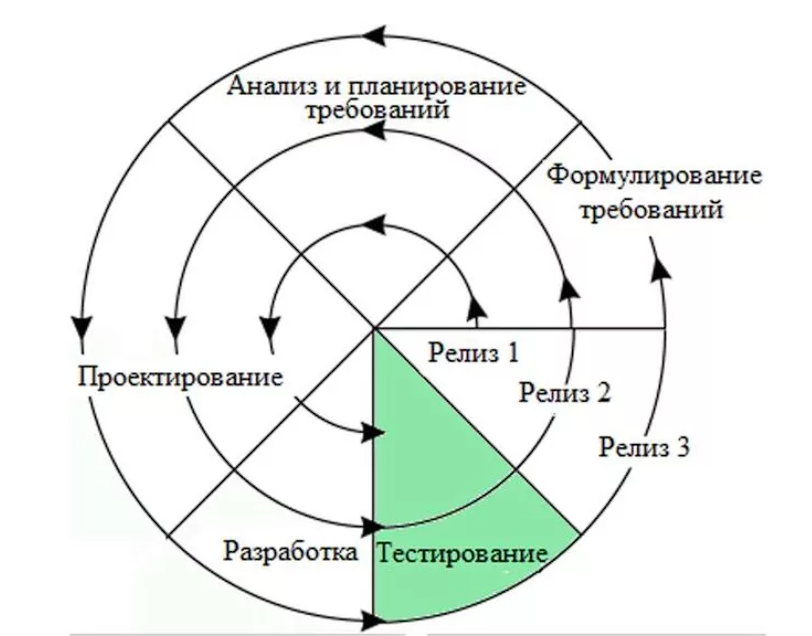 Анализ и планирование
требований
Формулирование
требований
Релиз 1
Проектирование
Релиз 2
Релиз 3
Разработка
Тестирование